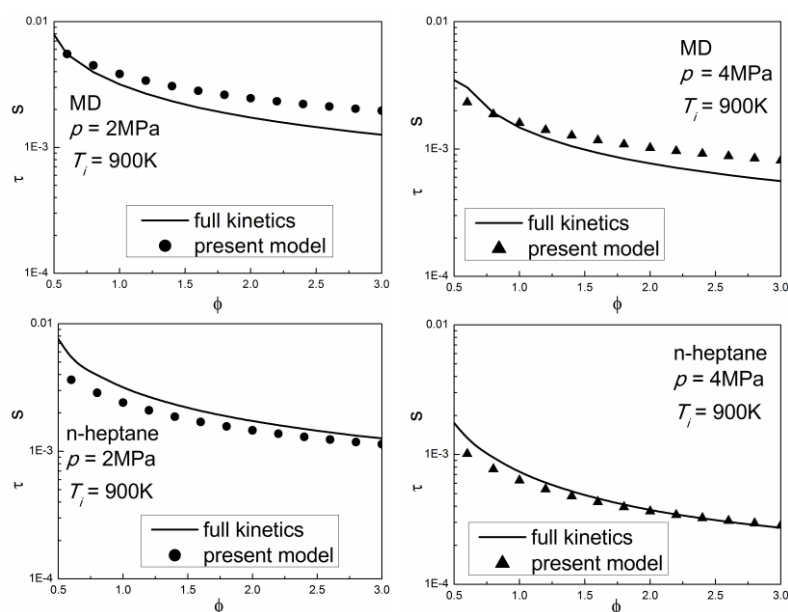 0.01
1E-3
1E-4
τ s
MD
p = 2MPa
T_i = 900K
full kinetics
present model
0.5 1.0 1.5 2.0 2.5 3.0
ϕ
0.01
1E-3
1E-4
τ s
MD
p = 4MPa
T_i = 900K
full kinetics
present model
0.5 1.0 1.5 2.0 2.5 3.0
ϕ
0.01
1E-3
1E-4
τ s
n-heptane
p = 2MPa
T_i = 900K
full kinetics
present model
0.5 1.0 1.5 2.0 2.5 3.0
ϕ
0.01
1E-3
1E-4
τ s
n-heptane
p = 4MPa
T_i = 900K
full kinetics
present model
0.5 1.0 1.5 2.0 2.5 3.0
ϕ